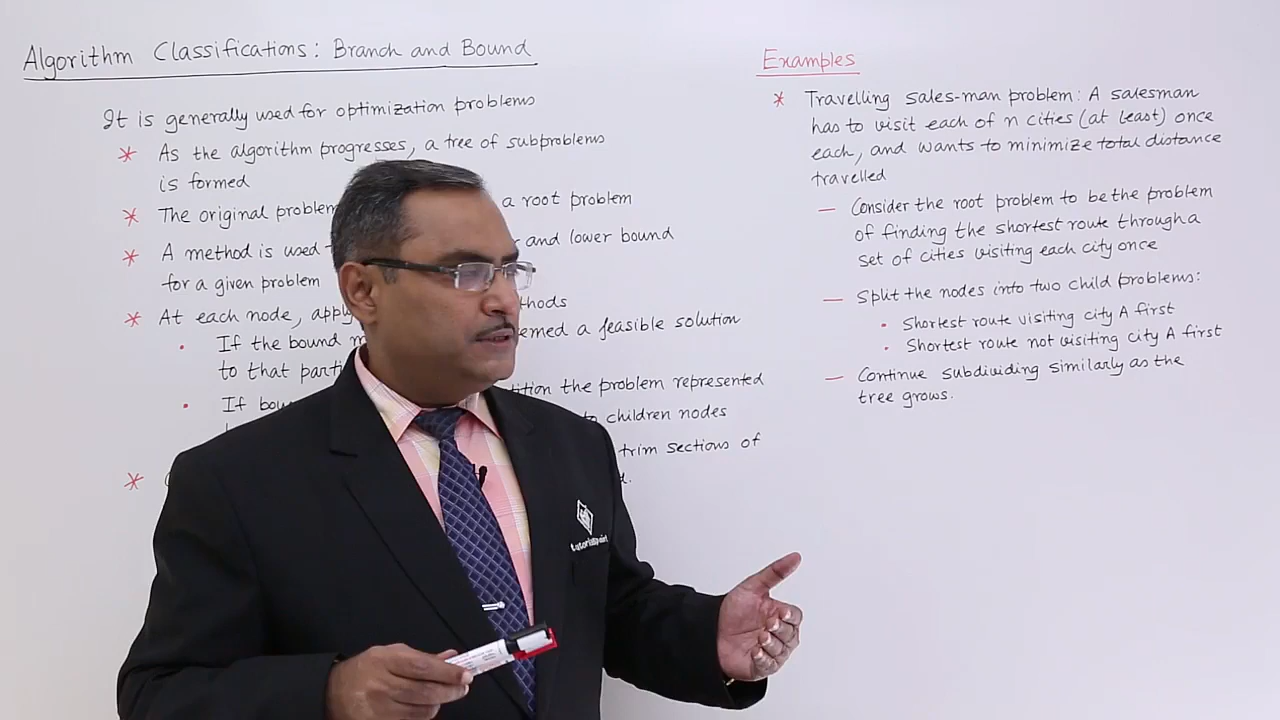 Algorithm Classifications: Branch and Bound
It is generally used for optimization problems
* As the algorithm progresses, a tree of subproblems
is formed
* The original problem a root problem
* A method is used and lower bound
for a given problem
* At each node, apply
• If the bound a feasible solution
to that
• If the problem represented
children nodes
trim sections of
*
Examples
* Travelling sales-man problem: A salesman
has to visit each of n cities (at least) once
each, and wants to minimize total distance
travelled
— Consider the root problem to be the problem
of finding the shortest route through a
set of cities visiting each city once
— Split the nodes into two child problems:
• Shortest route visiting city A first
• Shortest route not visiting city A first
— Continue subdividing similarly as the
tree grows.
tutorialspoint